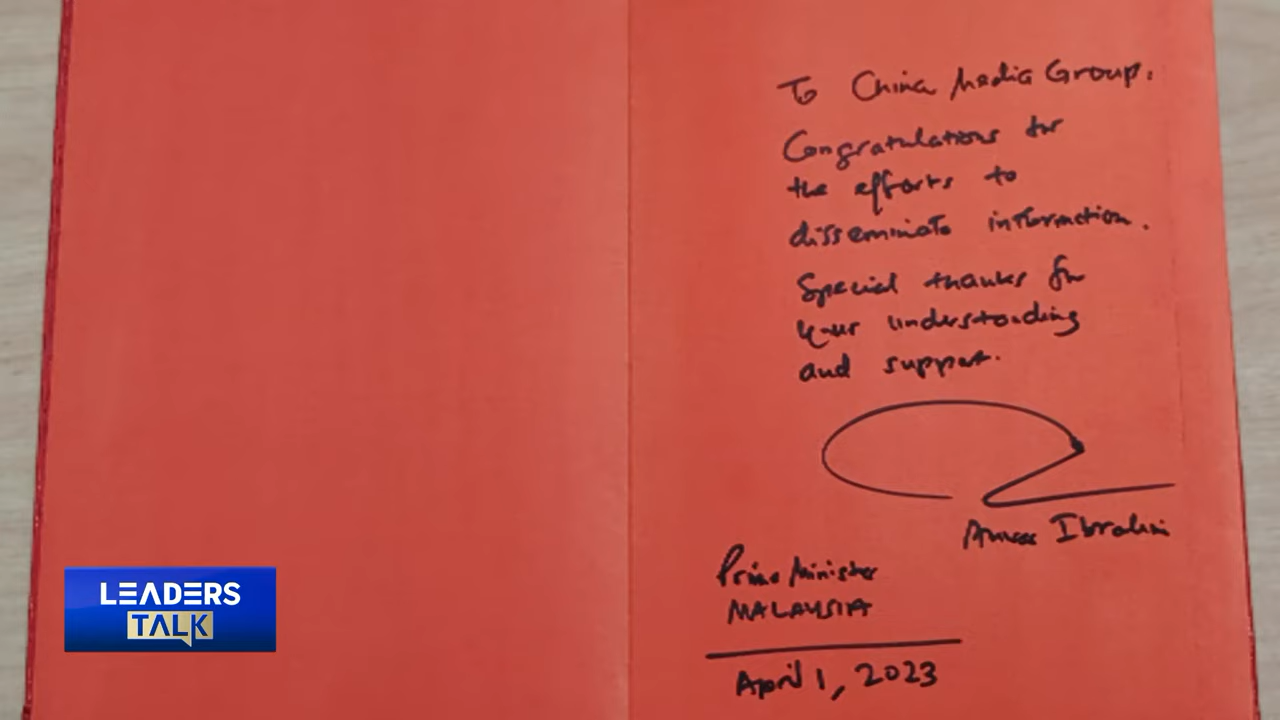 To China Media Group.
Congratulations for
the efforts to
disseminate information.
Special thanks for
your understanding
and support.
Anwar Ibrahim
Prime Minister
MALAYSIA
April 1, 2023
LEADERS
TALK